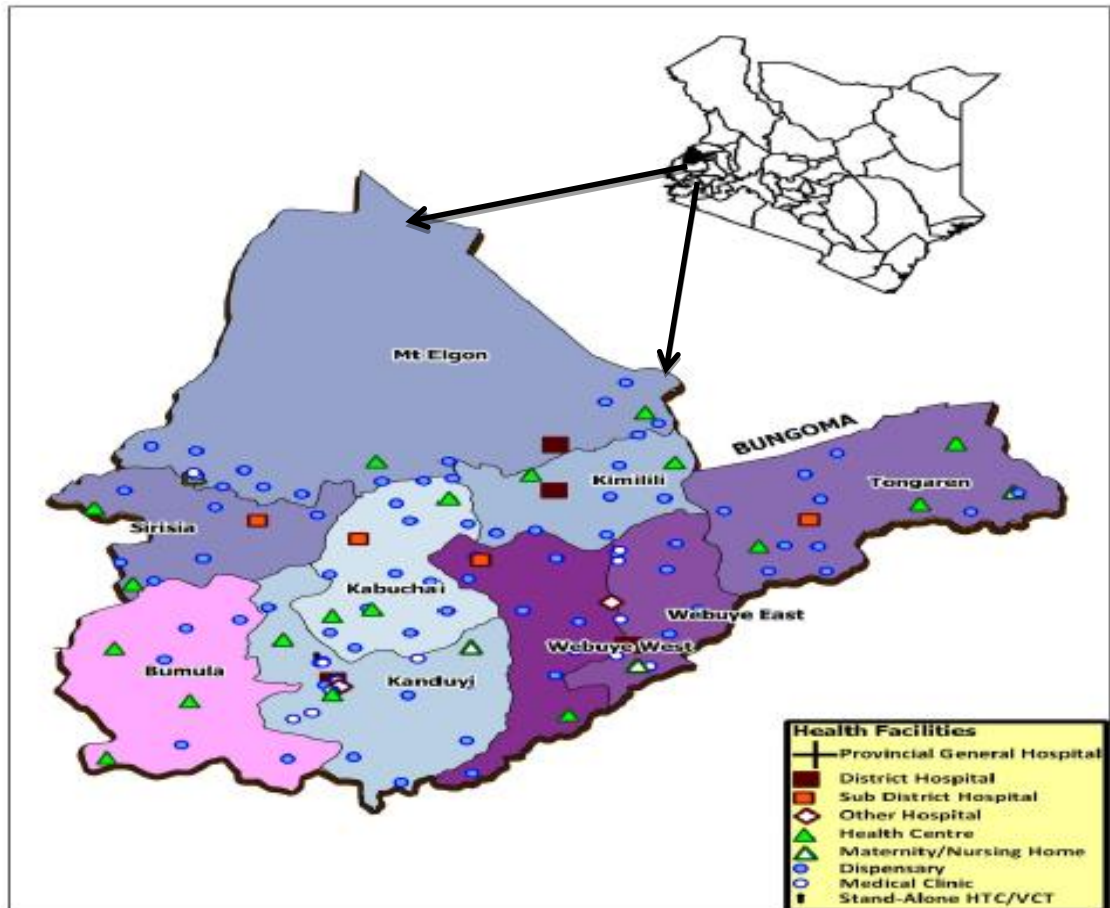 Mt Elgon
BUNGOMA
Kimilili
Tongaren
Sirisia
Kabuchai
Webuye East
Webuye West
Bumula
Kanduyi
Health Facilities
Provincial General Hospital
District Hospital
Sub District Hospital
Other Hospital
Health Centre
Maternity/Nursing Home
Dispensary
Medical Clinic
Stand-Alone HTC/VCT